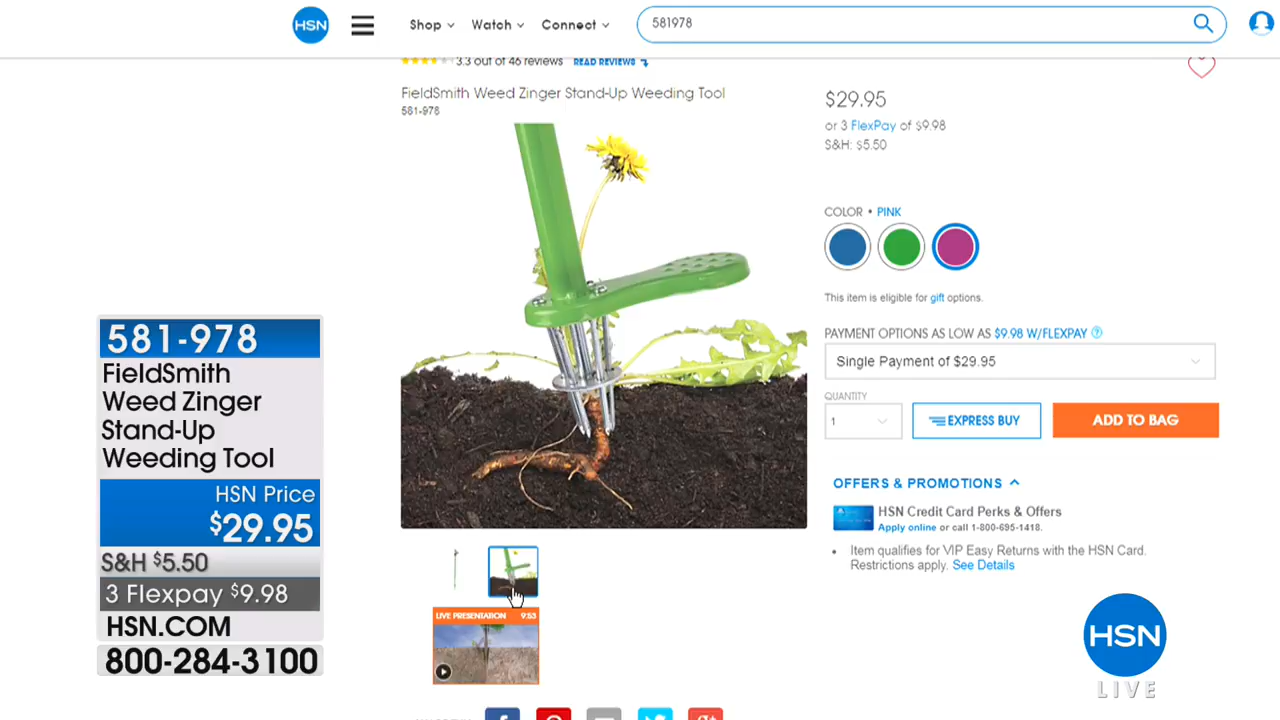 HSN
Shop
Watch
Connect
581978
3.3 out of 46 reviews READ REVIEWS
FieldSmith Weed Zinger Stand-Up Weeding Tool
581-978
$29.95
or 3 FlexPay of $9.98
S&H: $5.50
COLOR • PINK
This item is eligible for gift options.
PAYMENT OPTIONS AS LOW AS $9.98 W/FLEXPAY ?
Single Payment of $29.95
QUANTITY
1
EXPRESS BUY
ADD TO BAG
OFFERS & PROMOTIONS
HSN Credit Card Perks & Offers
Apply online or call 1-800-695-1418.
• Item qualifies for VIP Easy Returns with the HSN Card.
Restrictions apply. See Details
LIVE PRESENTATION 9:53
581-978
FieldSmith
Weed Zinger
Stand-Up
Weeding Tool
HSN Price
$29.95
S&H $5.50
3 Flexpay $9.98
HSN.COM
800-284-3100
HSN
LIVE